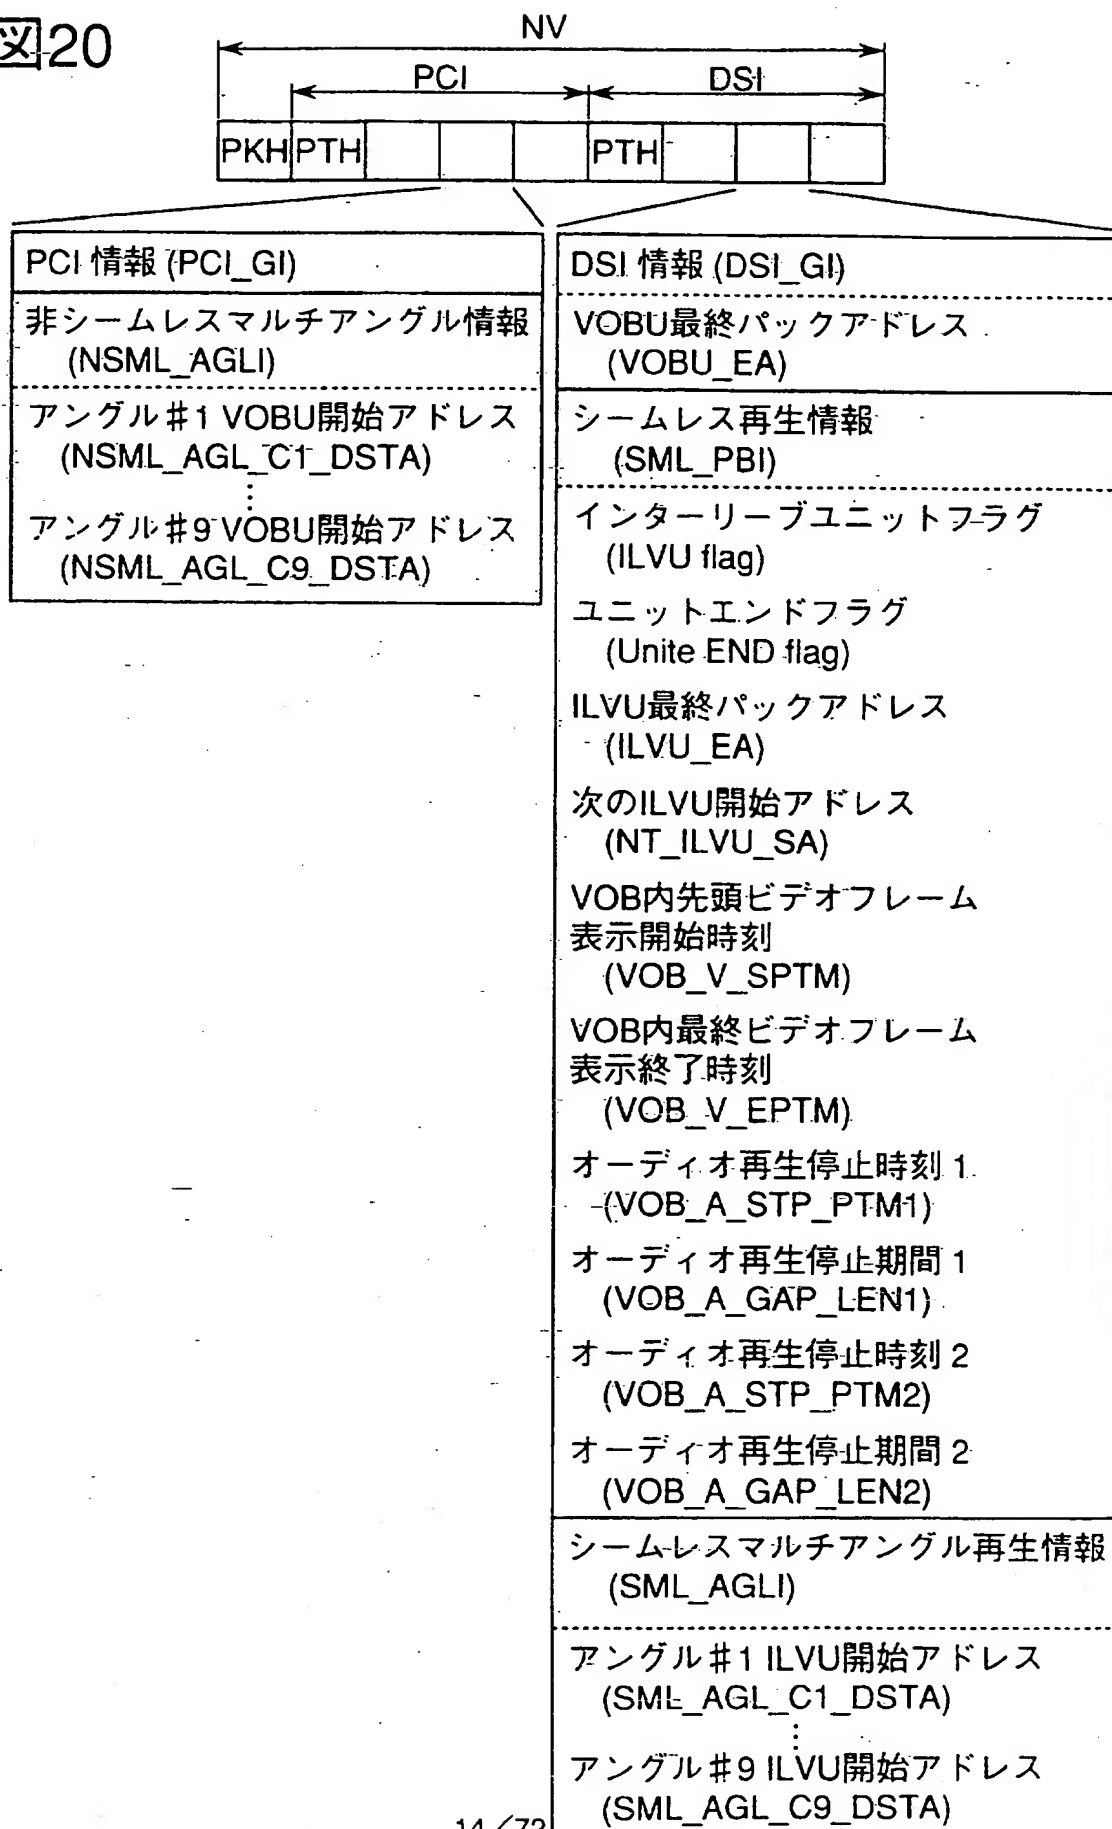 図20
NV
PCI
DSI
PKH PTH PTH
PCI 情報 (PCI_GI)
非シームレスマルチアングル情報
(NSML_AGLI)
アングル#1 VOBU開始アドレス
(NSML_AGL_C1_DSTA)
アングル#9 VOBU開始アドレス
(NSML_AGL_C9_DSTA)
DSI 情報 (DSI_GI)
VOBU最終パックアドレス
(VOBU_EA)
シームレス再生情報
(SML_PBI)
インターリーブユニットフラグ
(ILVU flag)
ユニットエンドフラグ
(Unite END flag)
ILVU最終パックアドレス
(ILVU_EA)
次のILVU開始アドレス
(NT_ILVU_SA)
VOB内先頭ビデオフレーム
表示開始時刻
(VOB_V_SPTM)
VOB内最終ビデオフレーム
表示終了時刻
(VOB_V_EPTM)
オーディオ再生停止時刻 1
(VOB_A_STP_PTM1)
オーディオ再生停止期間 1
(VOB_A_GAP_LEN1)
オーディオ再生停止時刻 2
(VOB_A_STP_PTM2)
オーディオ再生停止期間 2
(VOB_A_GAP_LEN2)
シームレスマルチアングル再生情報
(SML_AGLI)
アングル#1 ILVU開始アドレス
(SML_AGL_C1_DSTA)
アングル#9 ILVU開始アドレス
(SML_AGL_C9_DSTA)
14/72